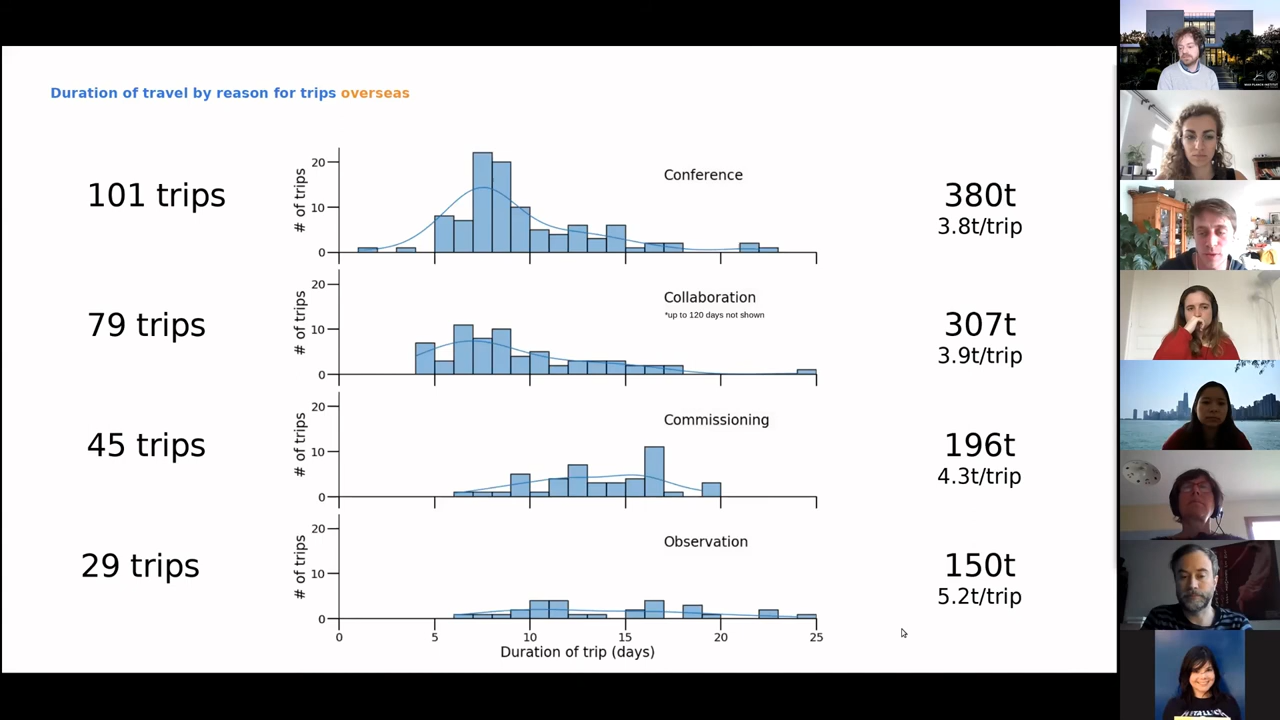 Duration of travel by reason for trips overseas
101 trips
# of trips
20
10
0
Conference
380t
3.8t/trip
79 trips
# of trips
20
10
0
Collaboration
*up to 120 days not shown
307t
3.9t/trip
45 trips
# of trips
20
10
0
Commissioning
196t
4.3t/trip
29 trips
# of trips
20
10
0
Observation
150t
5.2t/trip
0 5 10 15 20 25
Duration of trip (days)